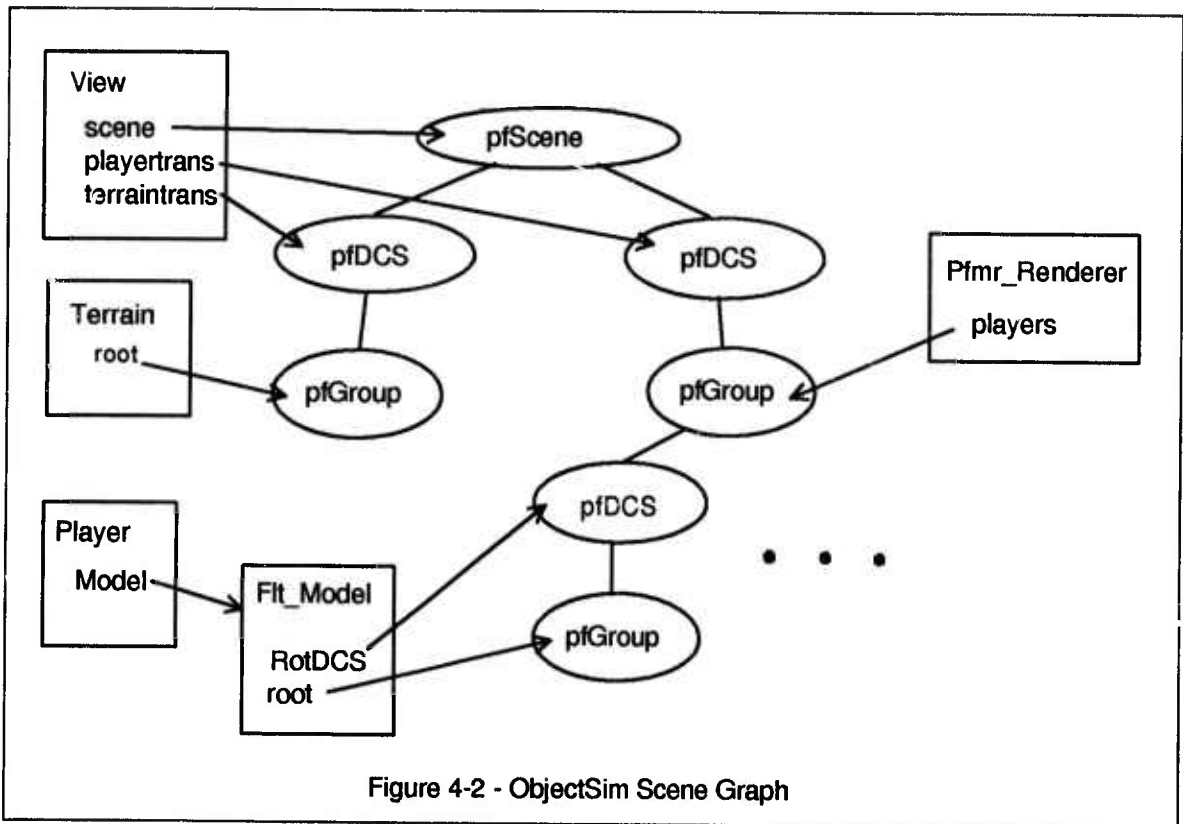 View
scene
playertrans
terraintrans
pfScene
pfDCS
pfDCS
Pfmr_Renderer
players
Terrain
root
pfGroup
pfGroup
pfDCS
Player
Model
Flt_Model
RotDCS
root
pfGroup
Figure 4-2 - ObjectSim Scene Graph